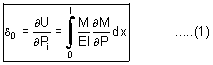 δ₀ = ∂U/∂Pᵢ = ∫₀ˡ M/EI ∂M/∂P dx .....(1)